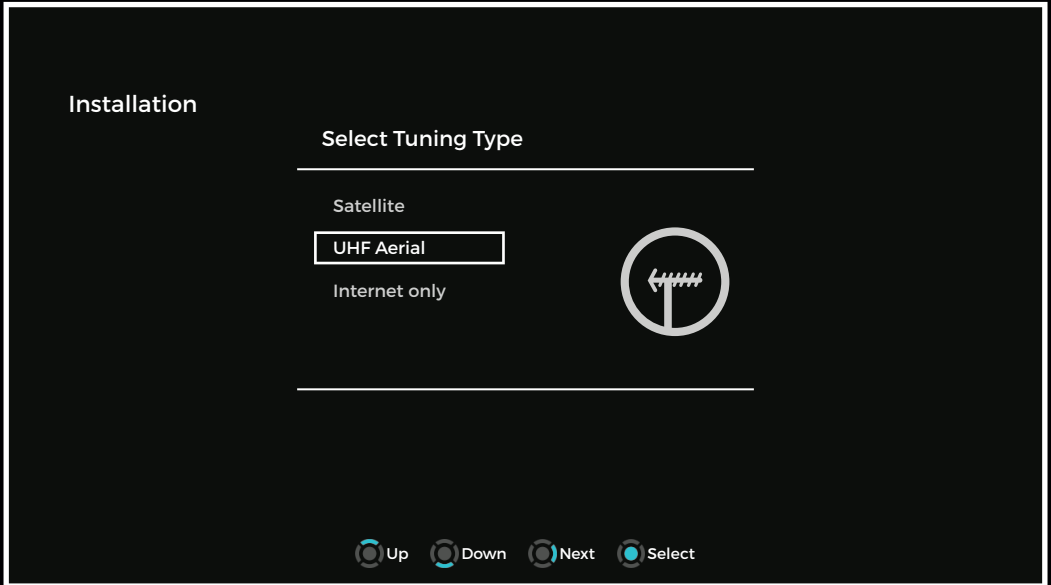 Installation
Select Tuning Type
Satellite
UHF Aerial
Internet only
Up Down Next Select